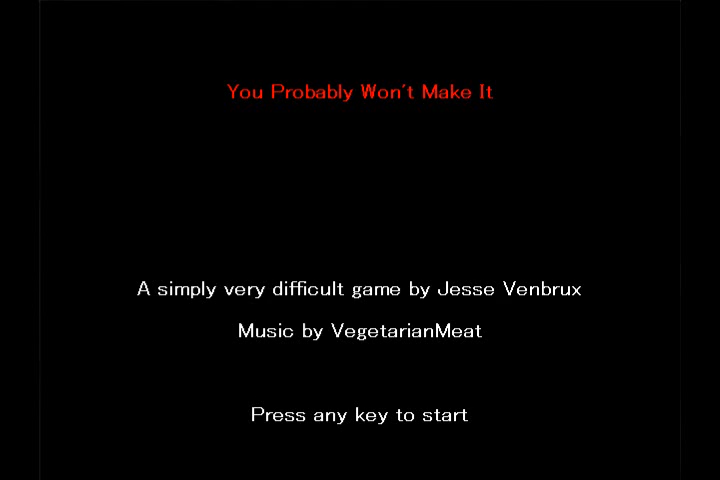 You Probably Won't Make It
A simply very difficult game by Jesse Venbrux
Music by VegetarianMeat
Press any key to start